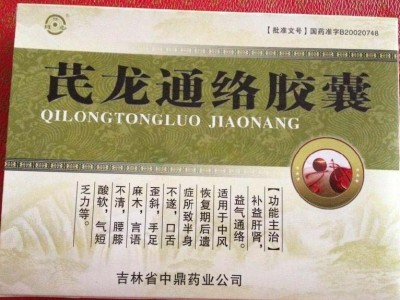 【批准文号】国药准字B20020748
芪龙通络胶囊
QILONGTONGLUO JIAONANG
【功能主治】
补益肝肾，
益气通络。
适用于中风
恢复期后遗
症所致半身
不遂，口舌
歪斜，手足
麻木，言语
不清，腰膝
酸软，气短
乏力等。
吉林省中鼎药业公司